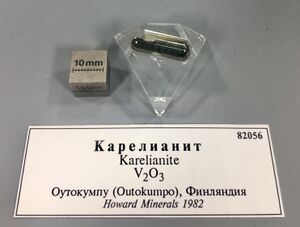 10mm
82056
Карелианит
Karelianite
V₂O₃
Оутокумпу (Outokumpo), Финляндия
Howard Minerals 1982